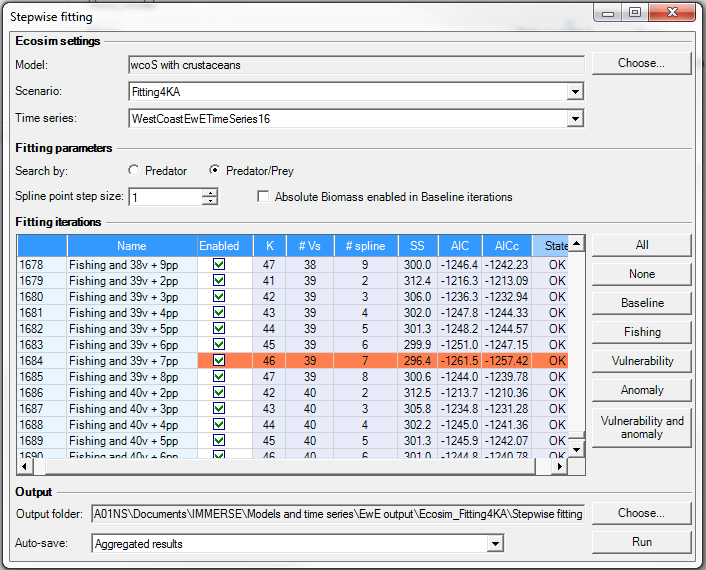 Stepwise fitting
Ecosim settings
Model: wcoS with crustaceans Choose...
Scenario: Fitting4KA
Time series: WestCoastEwETimeSeries16
Fitting parameters
Search by: Predator Predator/Prey
Spline point step size: 1 Absolute Biomass enabled in Baseline iterations
Fitting iterations
Name Enabled K # Vs # spline SS AIC AICc State All
1678 Fishing and 38v + 9pp 47 38 9 300.0 -1246.4 -1242.23 OK
1679 Fishing and 39v + 2pp 41 39 2 312.4 -1216.3 -1213.09 OK None
1680 Fishing and 39v + 3pp 42 39 3 306.0 -1236.3 -1232.94 OK
1681 Fishing and 39v + 4pp 43 39 4 302.0 -1247.8 -1244.33 OK Baseline
1682 Fishing and 39v + 5pp 44 39 5 301.3 -1248.2 -1244.57 OK Fishing
1683 Fishing and 39v + 6pp 45 39 6 299.9 -1251.0 -1247.15 OK
1684 Fishing and 39v + 7pp 46 39 7 296.4 -1261.5 -1257.42 OK Vulnerability
1685 Fishing and 39v + 8pp 47 39 8 300.6 -1244.0 -1239.78 OK
1686 Fishing and 40v + 2pp 42 40 2 312.5 -1213.7 -1210.36 OK Anomaly
1687 Fishing and 40v + 3pp 43 40 3 305.8 -1234.8 -1231.28 OK
1688 Fishing and 40v + 4pp 44 40 4 302.2 -1245.0 -1241.36 OK Vulnerability and
1689 Fishing and 40v + 5pp 45 40 5 301.3 -1245.9 -1242.07 OK anomaly
1690 Fishing and 40v + 6pp 46 40 6 301.0 -1244.8 -1240.78 OK
Output
Output folder: A01NS\Documents\IMMERSE\Models and time series\EwE output\Ecosim_Fitting4KA\Stepwise fitting Choose...
Auto-save: Aggregated results Run